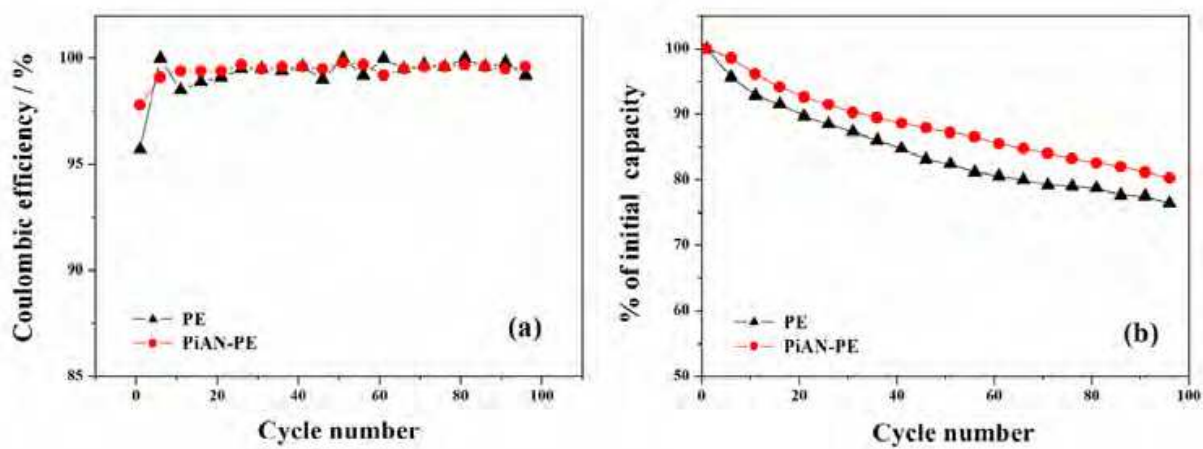 Coulombic efficiency / %
100
95
90
85
PE
PiAN-PE
(a)
0
20
40
60
80
100
Cycle number
% of initial capacity
100
90
80
70
60
50
PE
PiAN-PE
(b)
0
20
40
60
80
100
Cycle number